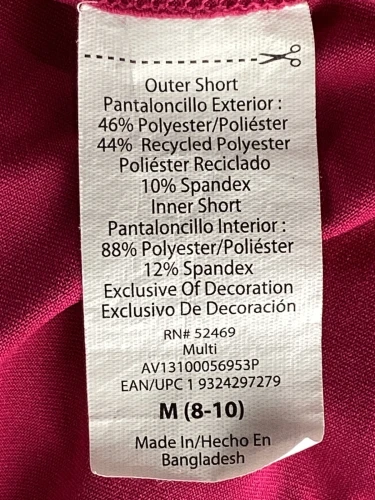 Outer Short
Pantaloncillo Exterior :
46% Polyester/Poliéster
44% Recycled Polyester
Poliéster Reciclado
10% Spandex
Inner Short
Pantaloncillo Interior :
88% Polyester/Poliéster
12% Spandex
Exclusive Of Decoration
Exclusivo De Decoración
RN# 52469
Multi
AV13100056953P
EAN/UPC 1 9324297279
M (8-10)
Made In/Hecho En
Bangladesh